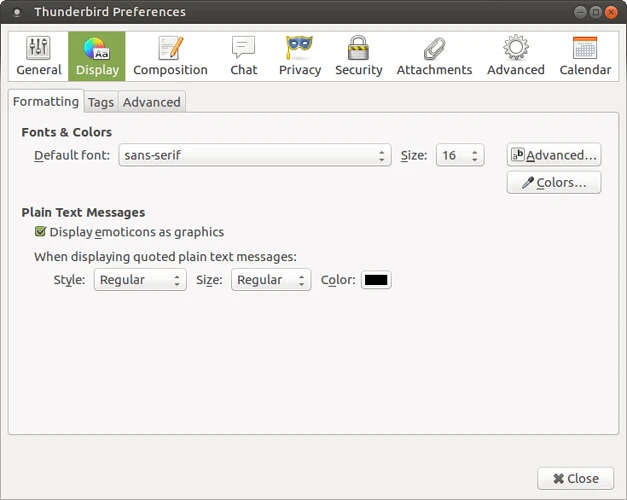 Thunderbird Preferences
General Display Composition Chat Privacy Security Attachments Advanced Calendar
Formatting Tags Advanced
Fonts & Colors
Default font: sans-serif Size: 16 Advanced...
Colors...
Plain Text Messages
Display emoticons as graphics
When displaying quoted plain text messages:
Style: Regular Size: Regular Color:
Close